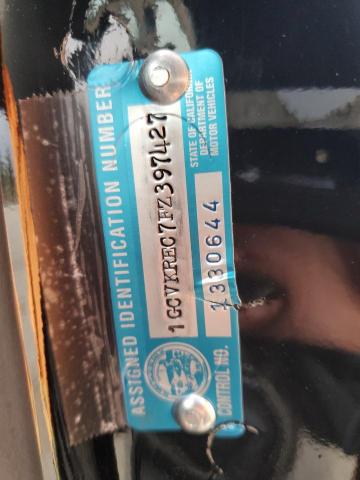 ASSIGNED IDENTIFICATION NUMBER
1GCVKREC7FZ397427
STATE OF CALIFORNIA
DEPARTMENT OF
MOTOR VEHICLES
CONTROL NO. 1330644